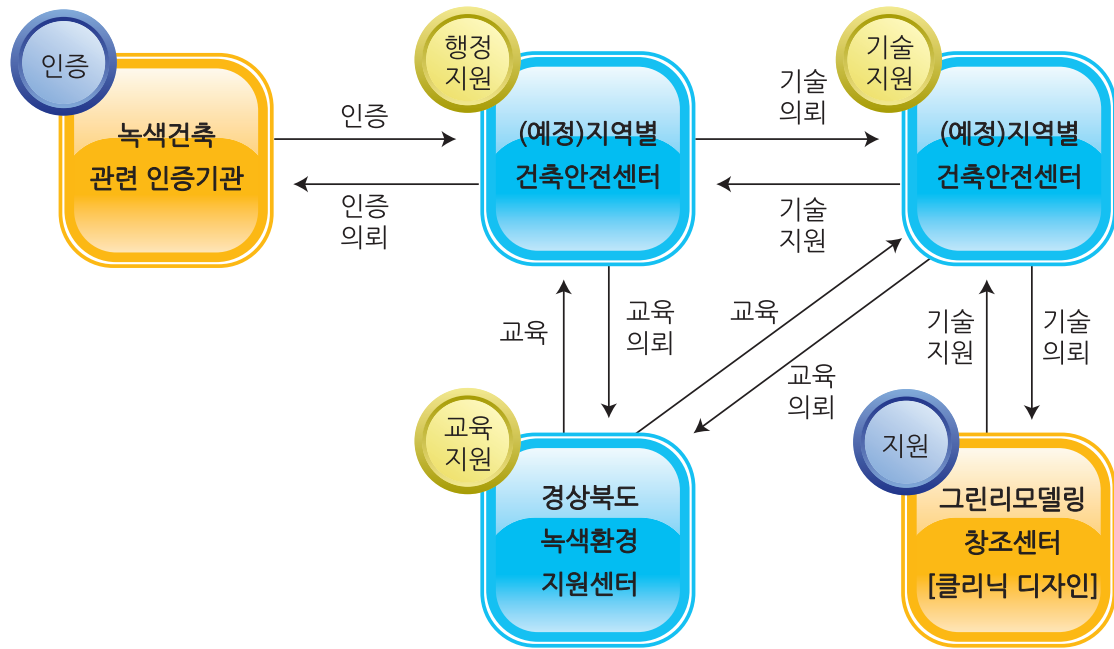 인증
녹색건축
관련 인증기관
인증
인증
의뢰
행정
지원
(예정)지역별
건축안전센터
기술
의뢰
기술
지원
기술
지원
(예정)지역별
건축안전센터
교육
교육
의뢰
교육
교육
의뢰
기술
지원
기술
의뢰
교육
지원
경상북도
녹색환경
지원센터
지원
그린리모델링
창조센터
[클리닉 디자인]